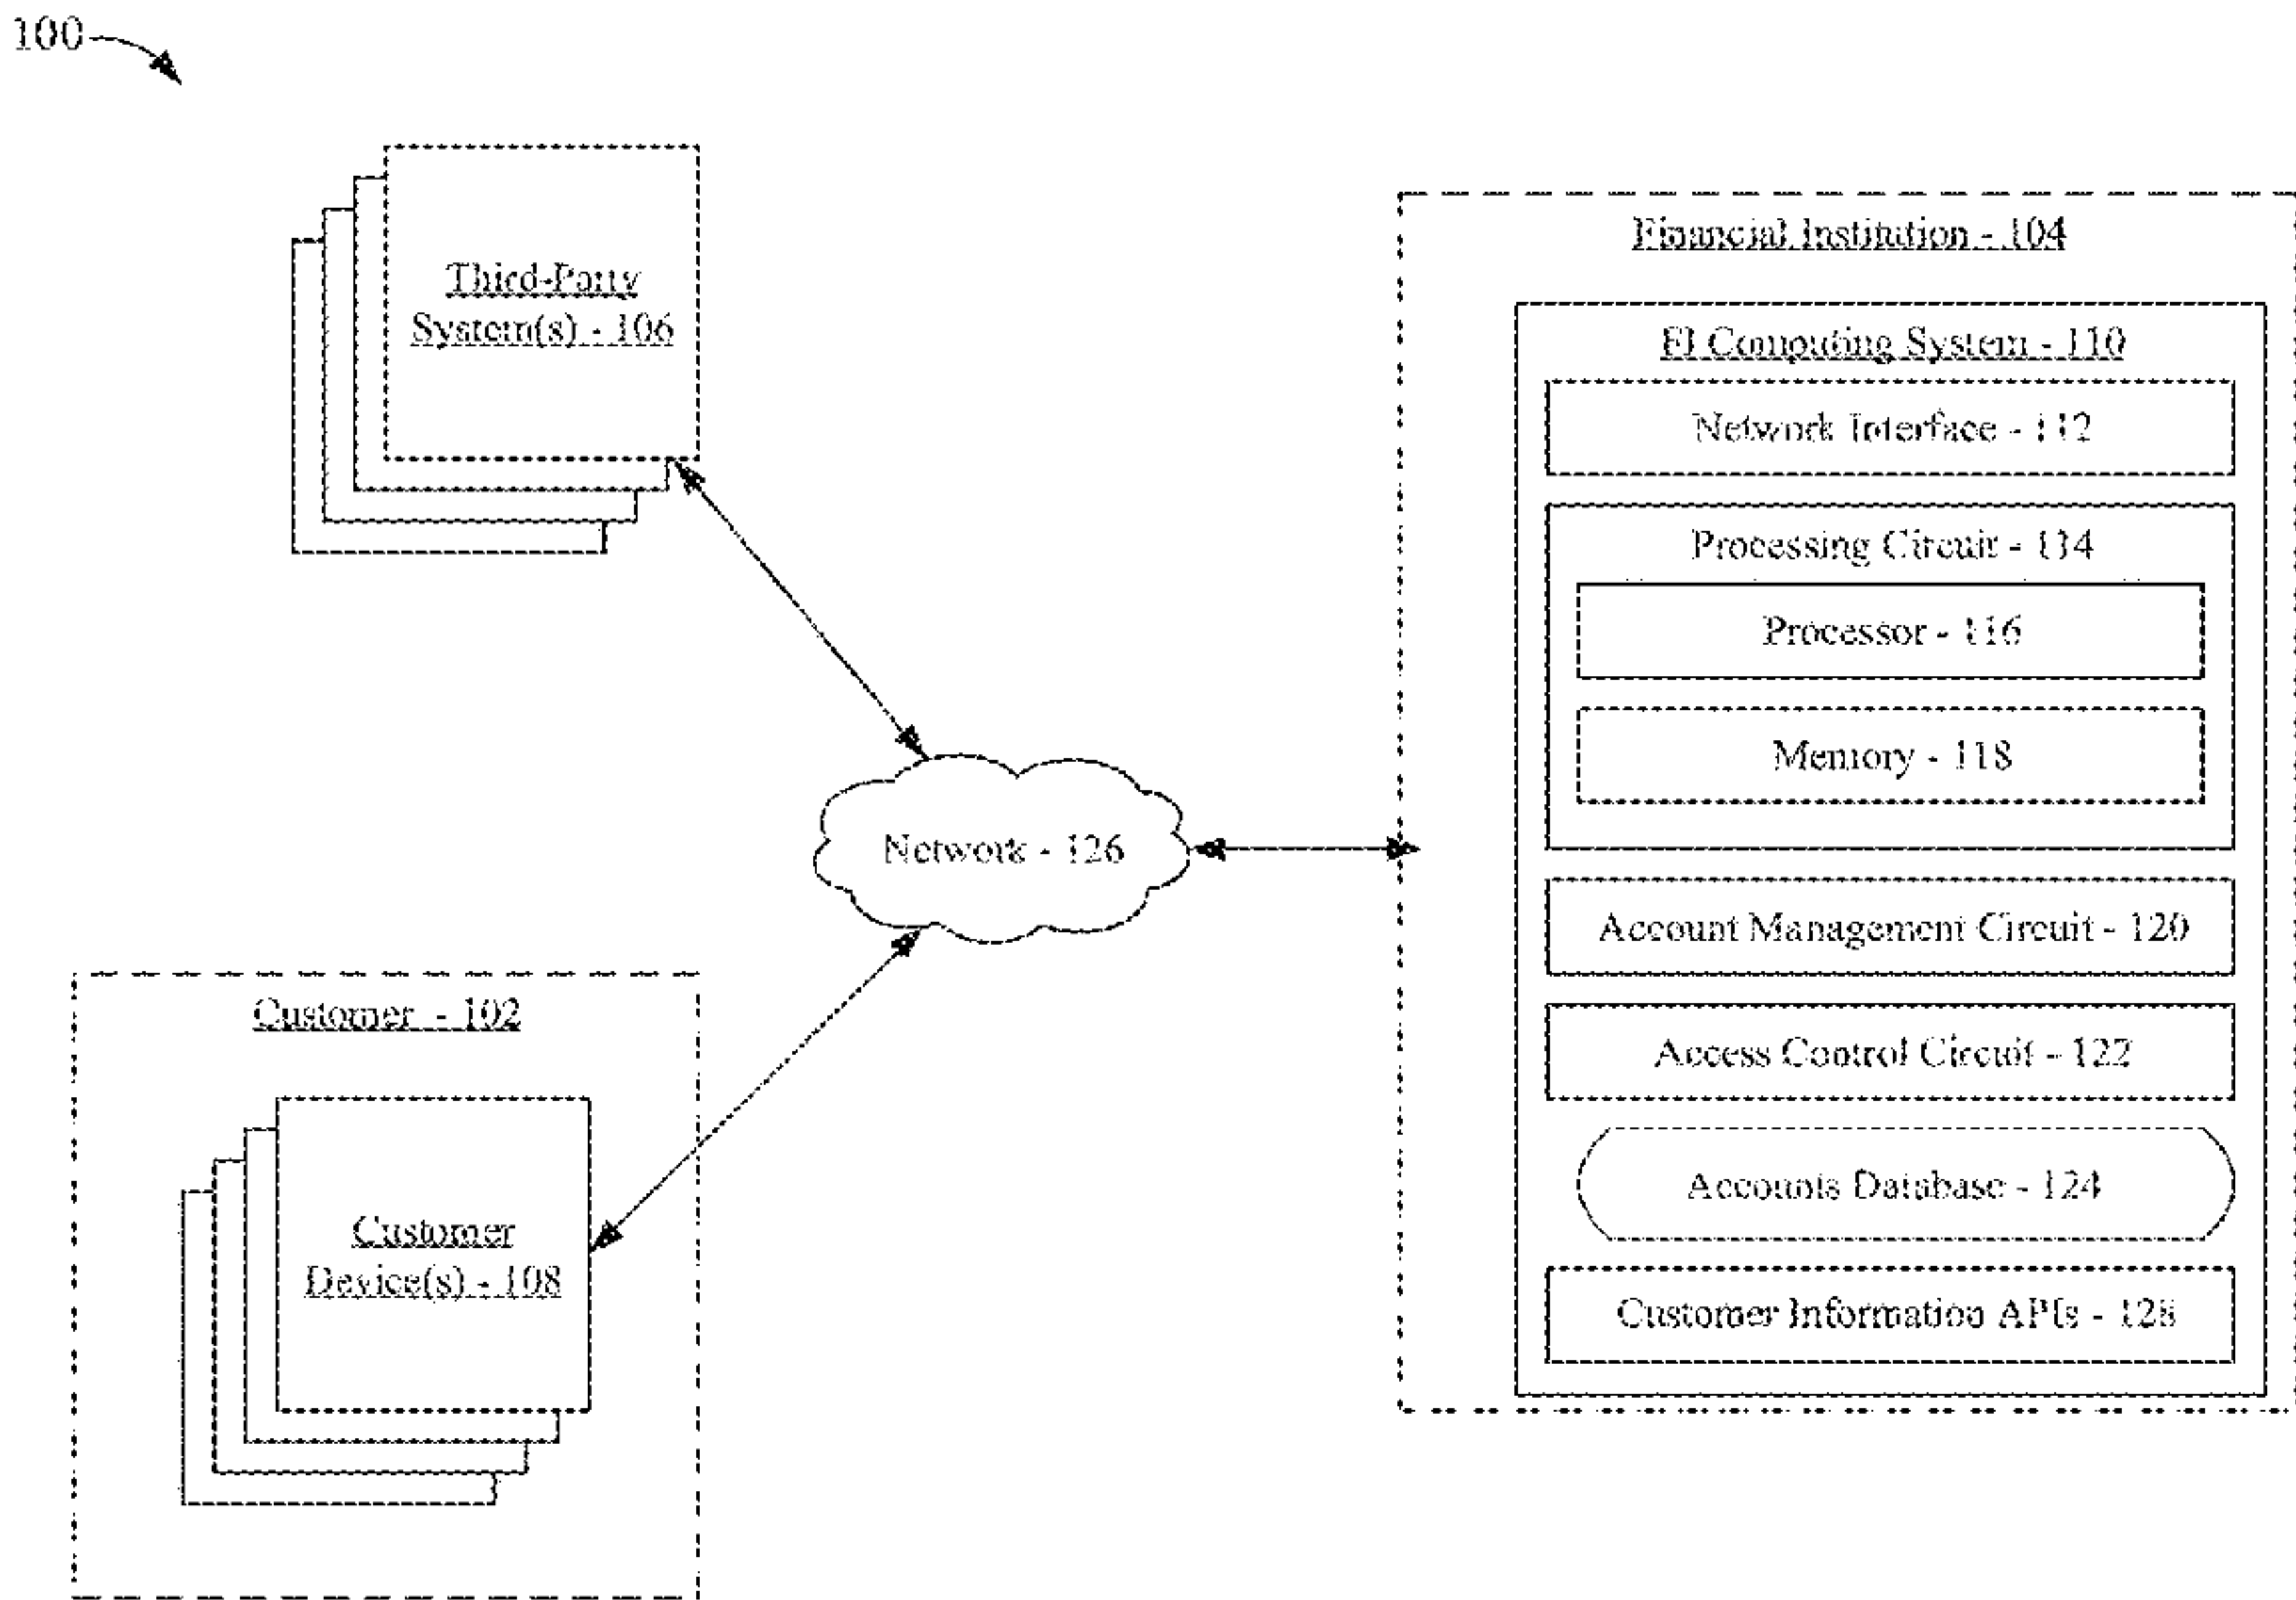 100
Third-Party
System(s) - 106
Financial Institution - 104
FI Computing System - 110
Network Interface - 112
Processing Circuit - 114
Processor - 116
Memory - 118
Network - 126
Account Management Circuit - 120
Access Control Circuit - 122
Accounts Database - 124
Customer Information APIs - 128
Customer - 102
Customer
Device(s) - 108